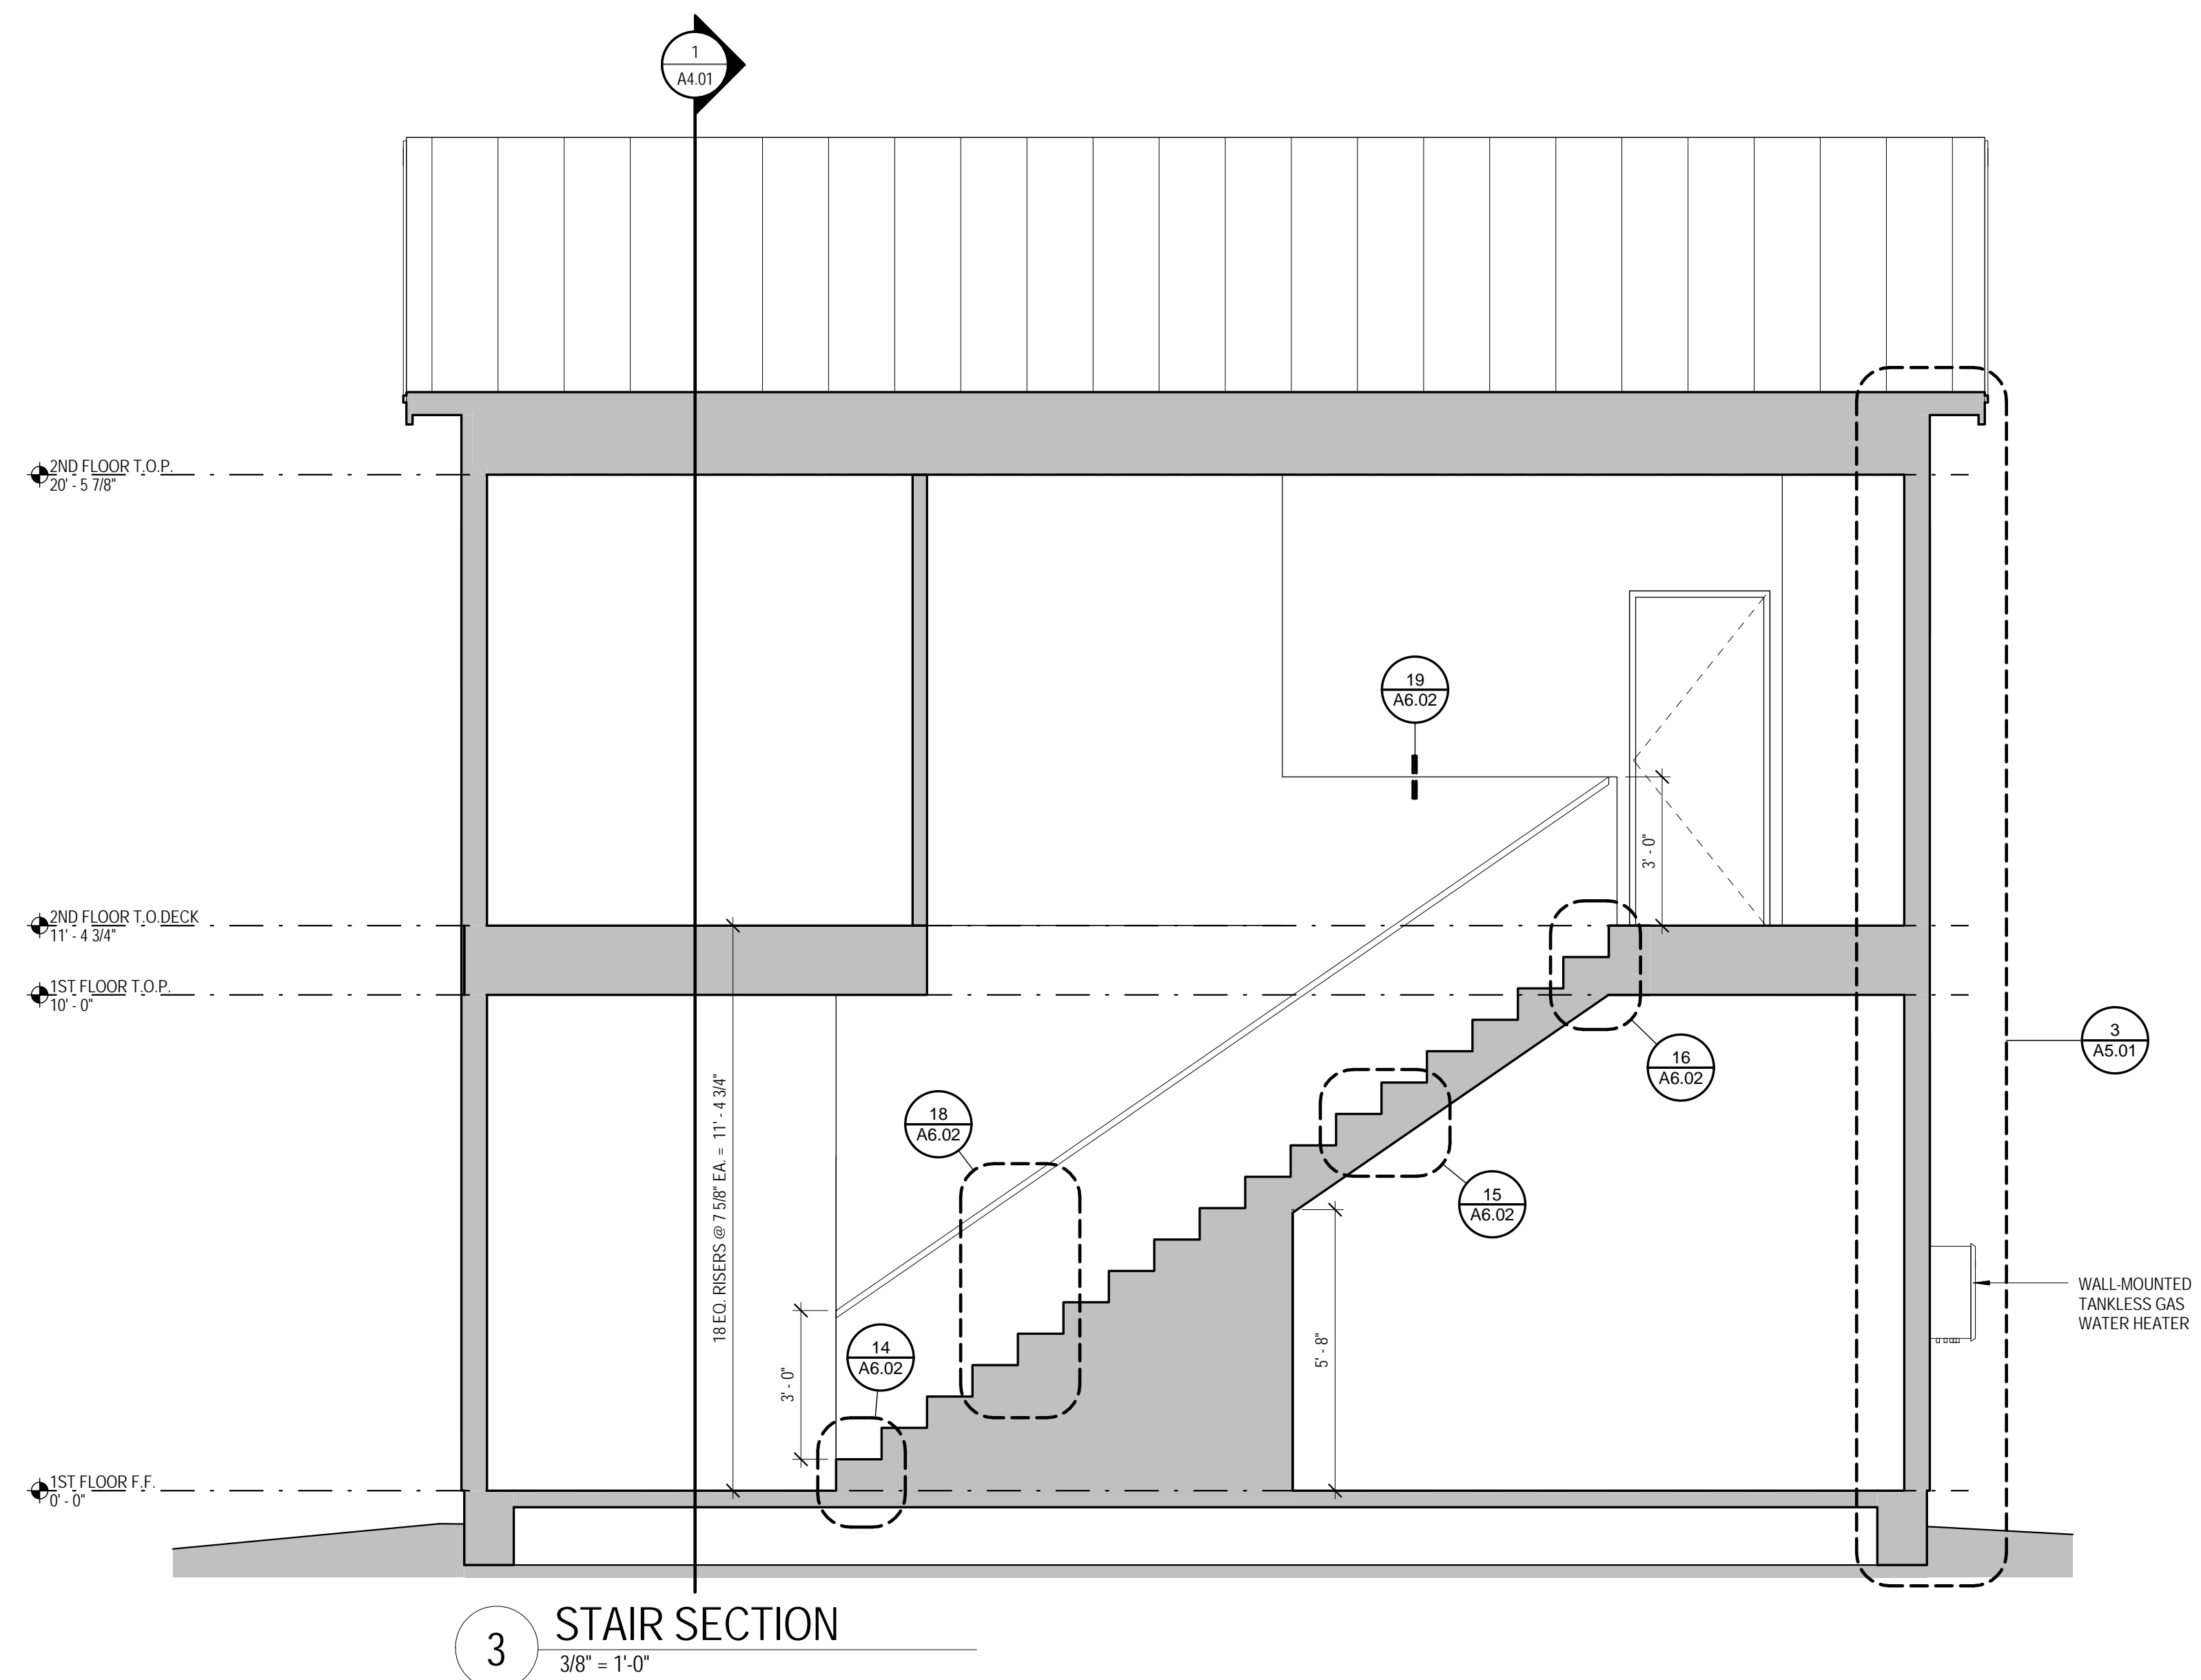 1
A4.01
2ND FLOOR T.O.P.
20' - 5 7/8"
19
A6.02
3' - 0"
2ND FLOOR T.O.DECK
11' - 4 3/4"
1ST FLOOR T.O.P.
10' - 0"
3
A5.01
16
A6.02
18
A6.02
15
A6.02
18 EQ. RISERS @ 7 5/8" EA. = 11' - 4 3/4"
WALL-MOUNTED
TANKLESS GAS
WATER HEATER
14
A6.02
3' - 0"
5' - 8"
1ST FLOOR F.F.
0' - 0"
3
STAIR SECTION
3/8" = 1'-0"